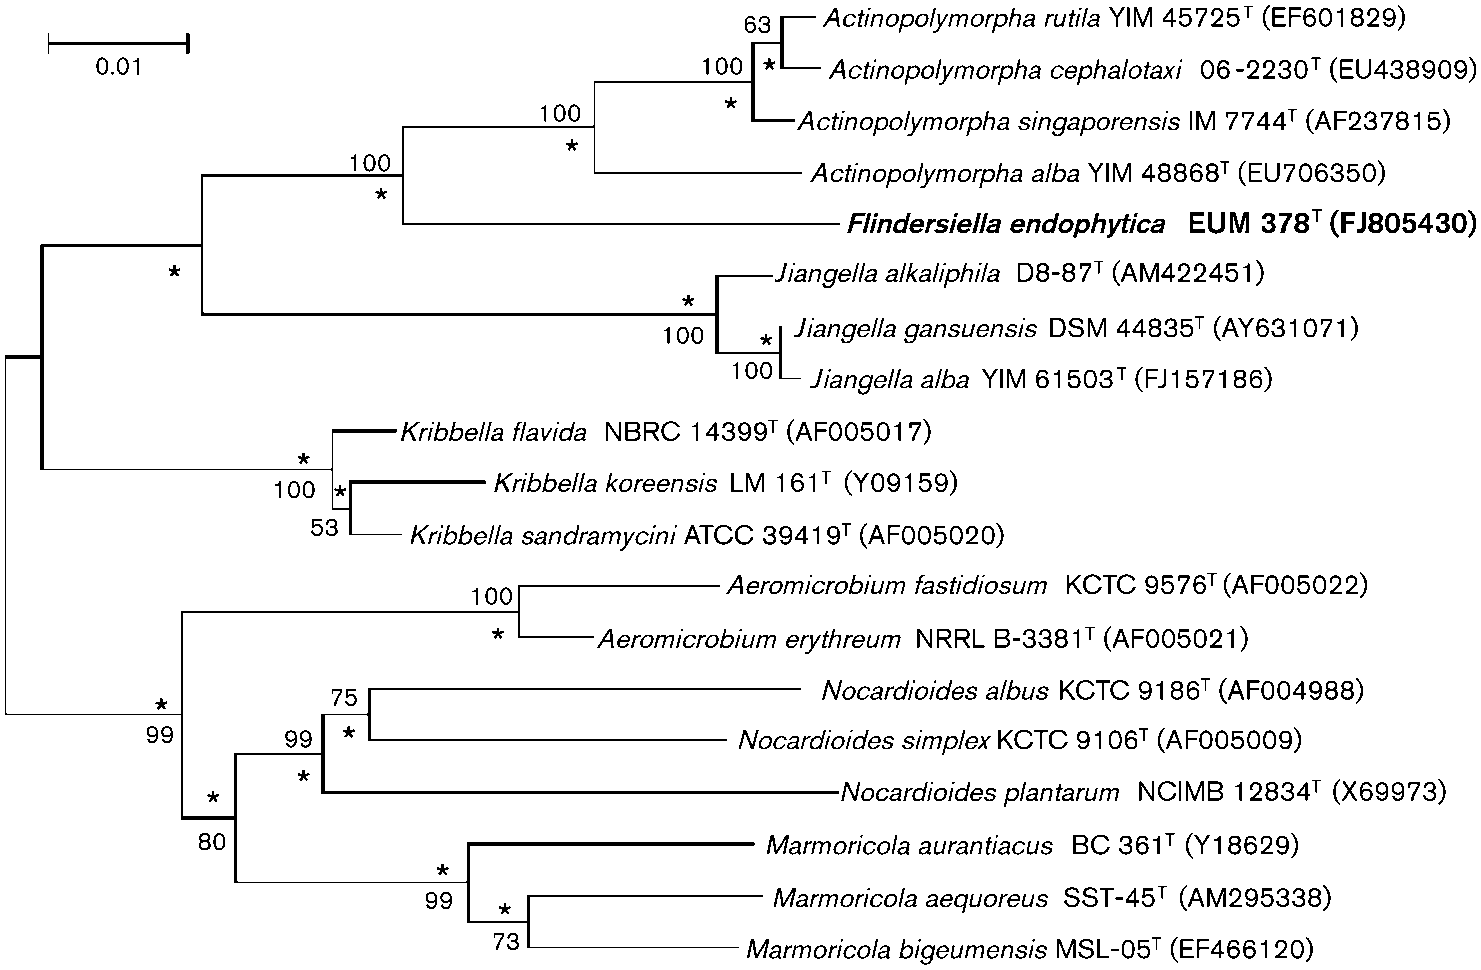 63 Actinopolymorpha rutila YIM 45725ᵀ (EF601829)
0.01
100 * Actinopolymorpha cephalotaxi 06-2230ᵀ (EU438909)
*
100 Actinopolymorpha singaporensis IM 7744ᵀ (AF237815)
*
100 Actinopolymorpha alba YIM 48868ᵀ (EU706350)
*
Flindersiella endophytica EUM 378ᵀ (FJ805430)
*
Jiangella alkaliphila D8-87ᵀ (AM422451)
*
100 * Jiangella gansuensis DSM 44835ᵀ (AY631071)
100 Jiangella alba YIM 61503ᵀ (FJ157186)
Kribbella flavida NBRC 14399ᵀ (AF005017)
*
100 * Kribbella koreensis LM 161ᵀ (Y09159)
53 Kribbella sandramycini ATCC 39419ᵀ (AF005020)
100 Aeromicrobium fastidiosum KCTC 9576ᵀ (AF005022)
* Aeromicrobium erythreum NRRL B-3381ᵀ (AF005021)
75 Nocardioides albus KCTC 9186ᵀ (AF004988)
*
99 99 * Nocardioides simplex KCTC 9106ᵀ (AF005009)
*
* Nocardioides plantarum NCIMB 12834ᵀ (X69973)
80 Marmoricola aurantiacus BC 361ᵀ (Y18629)
*
99 * Marmoricola aequoreus SST-45ᵀ (AM295338)
73 Marmoricola bigeumensis MSL-05ᵀ (EF466120)